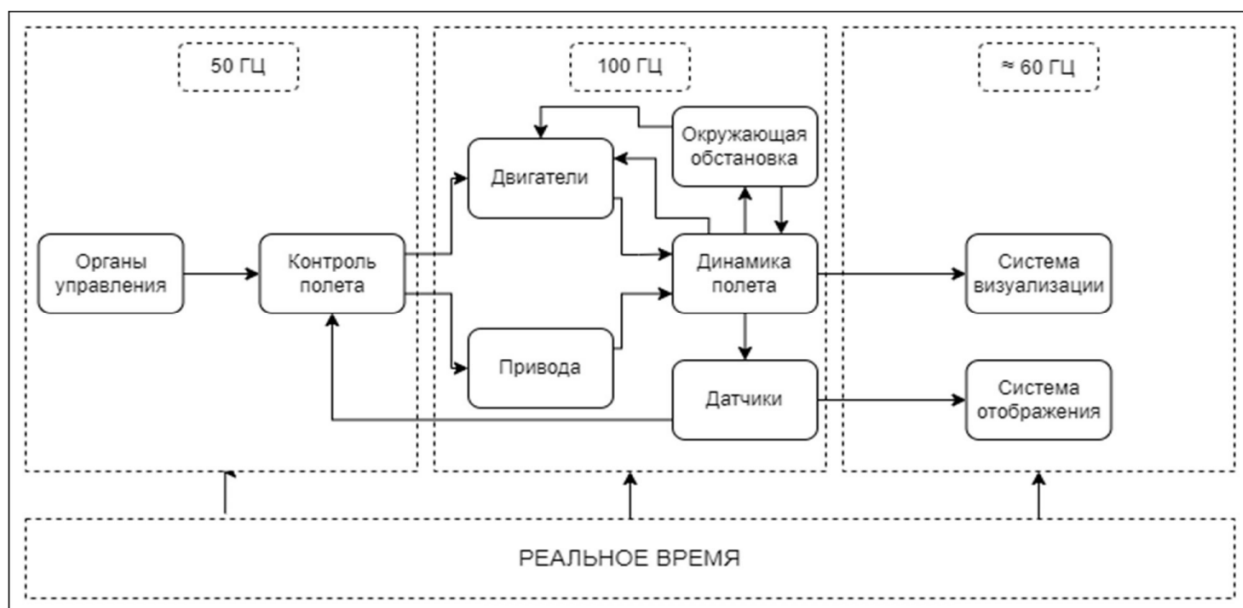 50 ГЦ
100 ГЦ
≈ 60 ГЦ
Окружающая
обстановка
Двигатели
Органы
управления
Контроль
полета
Динамика
полета
Система
визуализации
Привода
Датчики
Система
отображения
РЕАЛЬНОЕ ВРЕМЯ